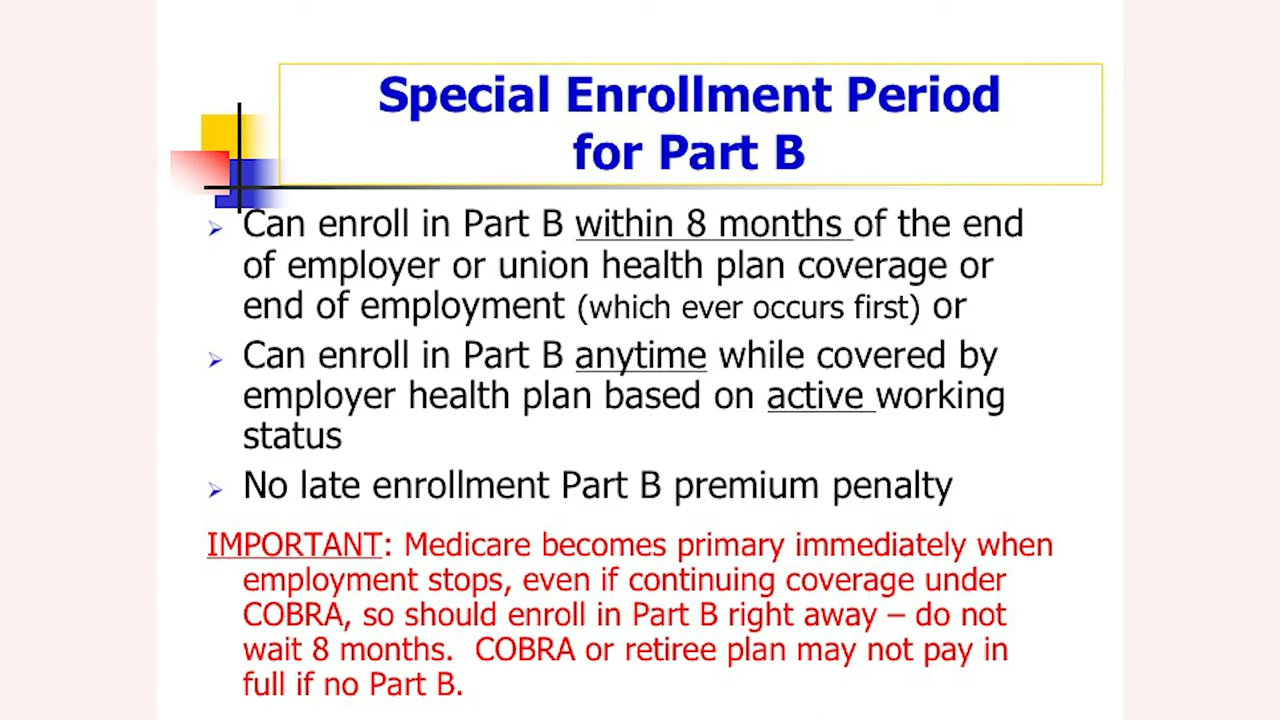 Special Enrollment Period
for Part B
Can enroll in Part B within 8 months of the end
of employer or union health plan coverage or
end of employment (which ever occurs first) or
Can enroll in Part B anytime while covered by
employer health plan based on active working
status
No late enrollment Part B premium penalty
IMPORTANT: Medicare becomes primary immediately when
employment stops, even if continuing coverage under
COBRA, so should enroll in Part B right away – do not
wait 8 months. COBRA or retiree plan may not pay in
full if no Part B.